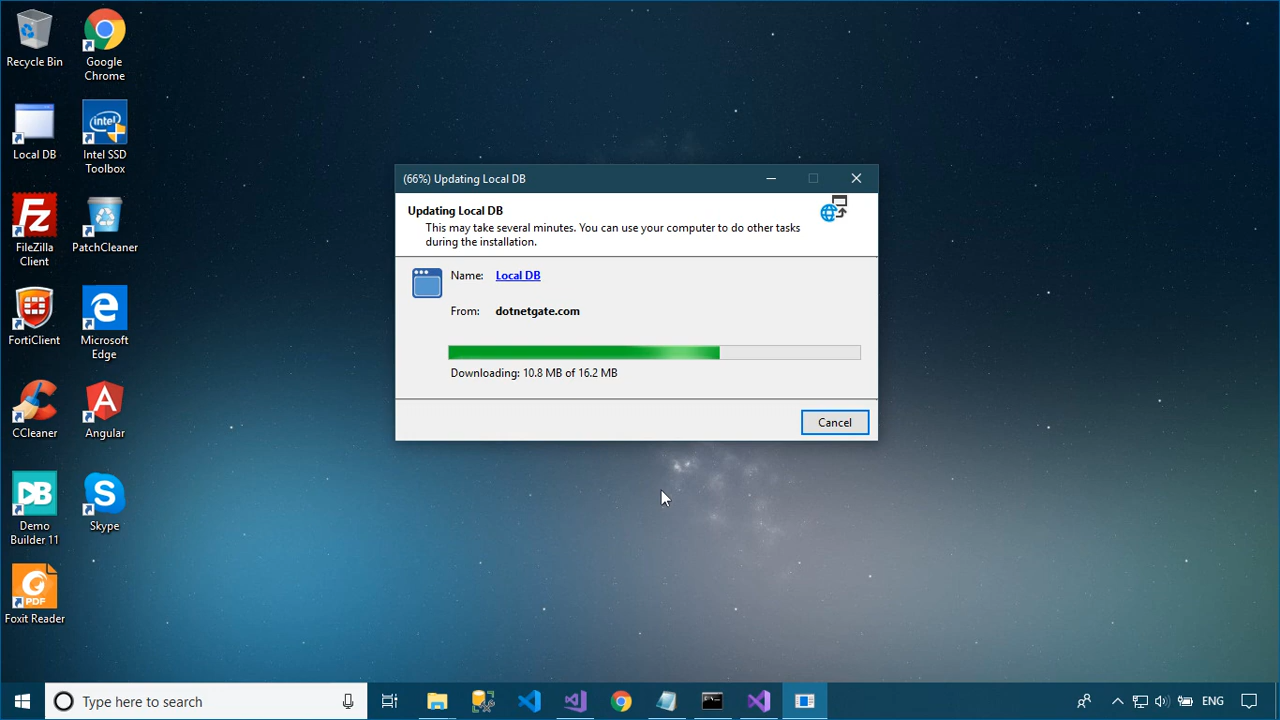 Recycle Bin
Google
Chrome
Local DB
intel
Intel SSD
Toolbox
FileZilla
Client
PatchCleaner
FortiClient
Microsoft
Edge
CCleaner
Angular
DB
Demo
Builder 11
Skype
PDF
Foxit Reader
(66%) Updating Local DB
Updating Local DB
This may take several minutes. You can use your computer to do other tasks
during the installation.
Name: Local DB
From: dotnetgate.com
Downloading: 10.8 MB of 16.2 MB
Cancel
Type here to search
ENG